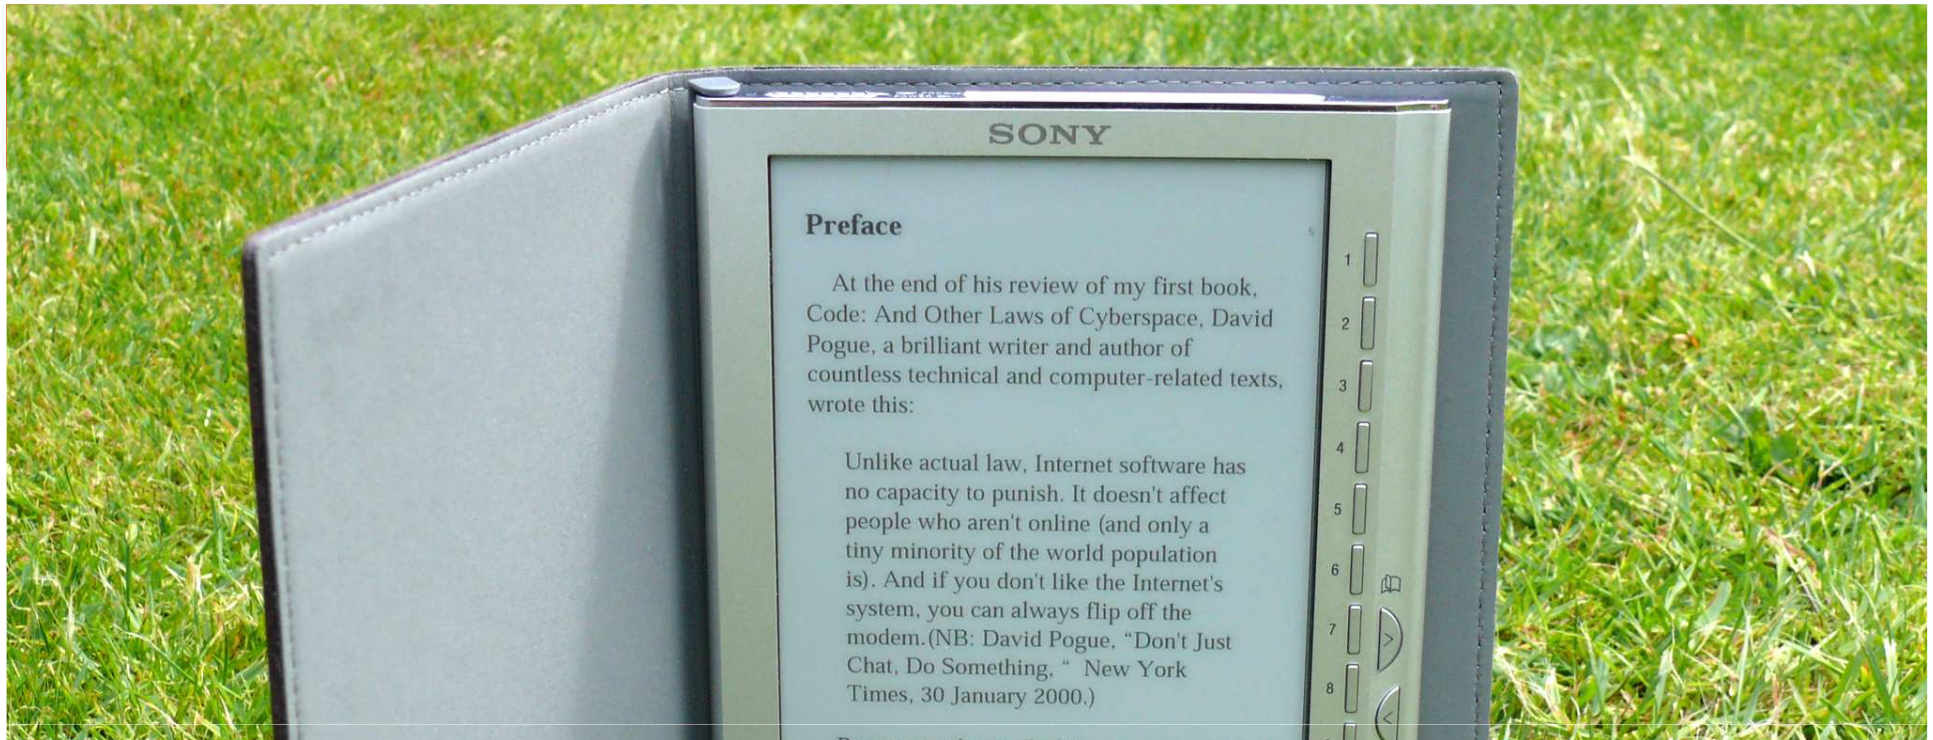 SONY
Preface
At the end of his review of my first book,
Code: And Other Laws of Cyberspace, David
Pogue, a brilliant writer and author of
countless technical and computer-related texts,
wrote this:
Unlike actual law, Internet software has
no capacity to punish. It doesn't affect
people who aren't online (and only a
tiny minority of the world population
is). And if you don't like the Internet's
system, you can always flip off the
modem.(NB: David Pogue, “Don't Just
Chat, Do Something, “ New York
Times, 30 January 2000.)
1
2
3
4
5
6
7
>
8
<